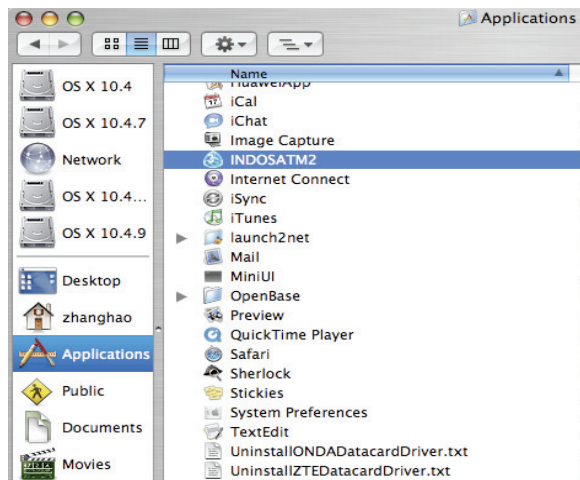 Applications
Name
OS X 10.4
OS X 10.4.7
Network
OS X 10.4...
OS X 10.4.9
Desktop
zhanghao
Applications
Public
Documents
Movies
HuaweiApp
iCal
iChat
Image Capture
INDOSATM2
Internet Connect
iSync
iTunes
launch2net
Mail
MiniUI
OpenBase
Preview
QuickTime Player
Safari
Sherlock
Stickies
System Preferences
TextEdit
UninstallONDADatacardDriver.txt
UninstallZTEDatacardDriver.txt